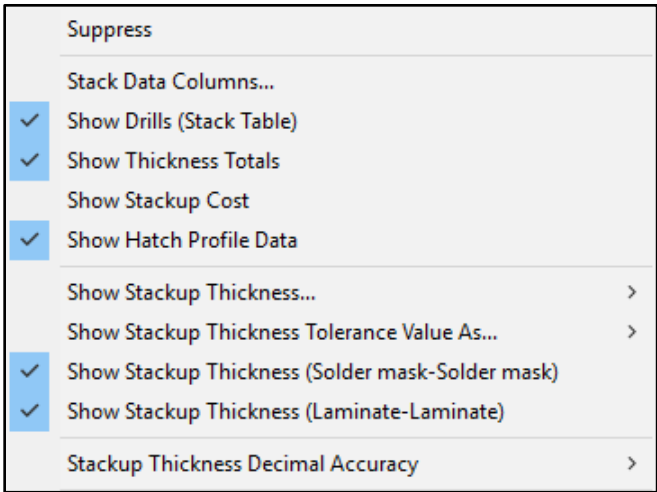 Suppress
Stack Data Columns...
Show Drills (Stack Table)
Show Thickness Totals
Show Stackup Cost
Show Hatch Profile Data
Show Stackup Thickness...
Show Stackup Thickness Tolerance Value As...
Show Stackup Thickness (Solder mask-Solder mask)
Show Stackup Thickness (Laminate-Laminate)
Stackup Thickness Decimal Accuracy